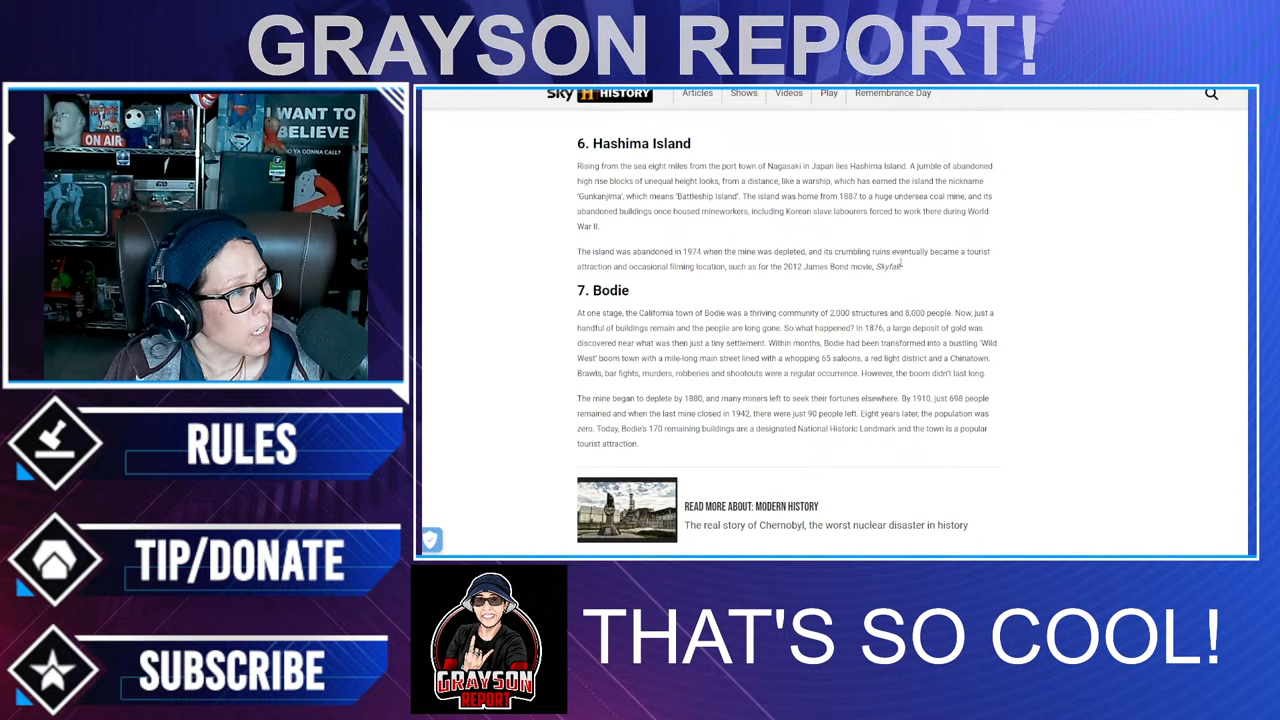 GRAYSON REPORT!
ON AIR
I WANT TO
BELIEVE
sky HISTORY
Articles Shows Videos Play Remembrance Day
6. Hashima Island
Rising from the sea eight miles from the port town of Nagasaki in Japan lies Hashima Island. A jumble of abandoned
high rise blocks of unequal height looks, from a distance, like a warship, which has earned the island the nickname
'Gunkanjima', which means 'Battleship Island'. The island was home from 1887 to a huge undersea coal mine, and its
abandoned buildings once housed mineworkers, including Korean slave labourers forced to work there during World
War II.
The island was abandoned in 1974 when the mine was depleted, and its crumbling ruins eventually became a tourist
attraction and occasional filming location, such as for the 2012 James Bond movie, Skyfall.
7. Bodie
At one stage, the California town of Bodie was a thriving community of 2,000 structures and 8,000 people. Now, just a
handful of buildings remain and the people are long gone. So what happened? In 1876, a large deposit of gold was
discovered near what was then just a tiny settlement. Within months, Bodie had been transformed into a bustling 'Wild
West' boom town with a mile-long main street lined with a whopping 65 saloons, a red light district and a Chinatown.
Brawls, bar fights, murders, robberies and shootouts were a regular occurrence. However, the boom didn't last long.
The mine began to deplete by 1880, and many miners left to seek their fortunes elsewhere. By 1910, just 698 people
remained and when the last mine closed in 1942, there were just 90 people left. Eight years later, the population was
zero. Today, Bodie's 170 remaining buildings are a designated National Historic Landmark and the town is a popular
tourist attraction.
READ MORE ABOUT: MODERN HISTORY
The real story of Chernobyl, the worst nuclear disaster in history
RULES
TIP/DONATE
SUBSCRIBE
GRAYSON
REPORT
THAT'S SO COOL!